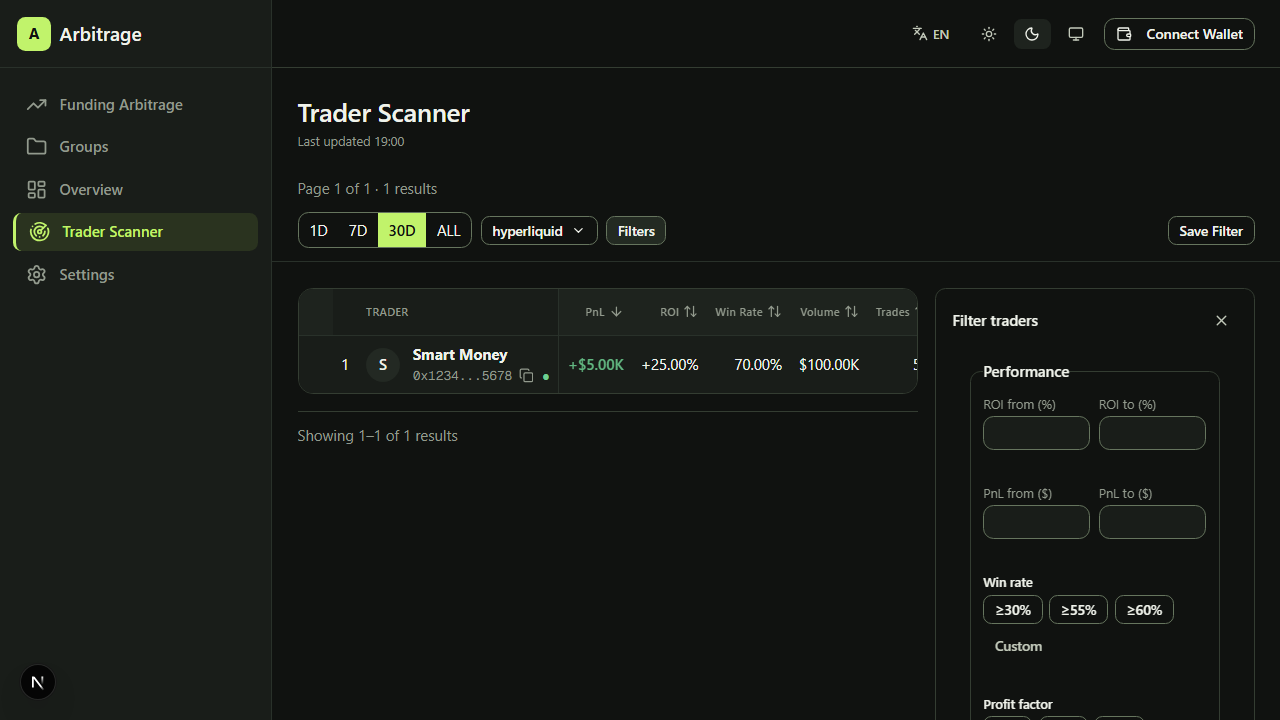 A Arbitrage
EN
Connect Wallet
Funding Arbitrage
Groups
Overview
Trader Scanner
Settings
Trader Scanner
Last updated 19:00
Page 1 of 1 · 1 results
1D 7D 30D ALL
hyperliquid
Filters
Save Filter
TRADER PnL ROI Win Rate Volume Trades
1 S Smart Money +$5.00K +25.00% 70.00% $100.00K
0x1234...5678
Showing 1–1 of 1 results
Filter traders
Performance
ROI from (%) ROI to (%)
PnL from ($) PnL to ($)
Win rate
≥30% ≥55% ≥60%
Custom
Profit factor
N